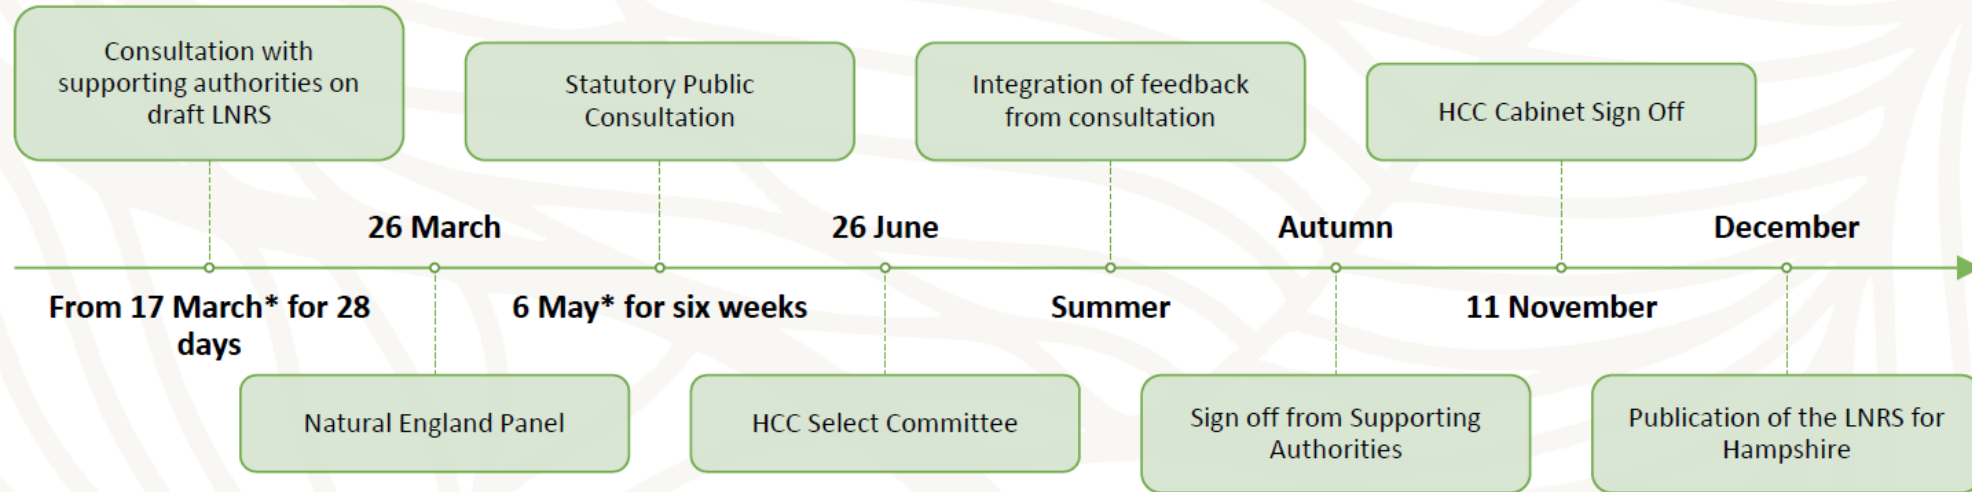 Consultation with
supporting authorities on
draft LNRS
Statutory Public
Consultation
Integration of feedback
from consultation
HCC Cabinet Sign Off
26 March
26 June
Autumn
December
From 17 March* for 28
days
6 May* for six weeks
Summer
11 November
Natural England Panel
HCC Select Committee
Sign off from Supporting
Authorities
Publication of the LNRS for
Hampshire